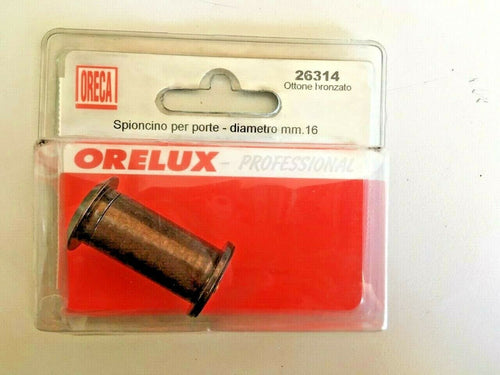 ORECA
26314
Ottone bronzato
Spioncino per porte - diametro mm.16
ORELUX - PROFESSIONAL